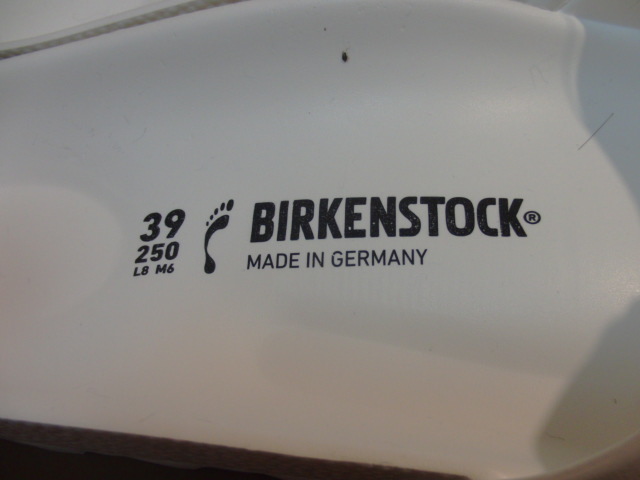 39
250
L8 M6
BIRKENSTOCK®
MADE IN GERMANY